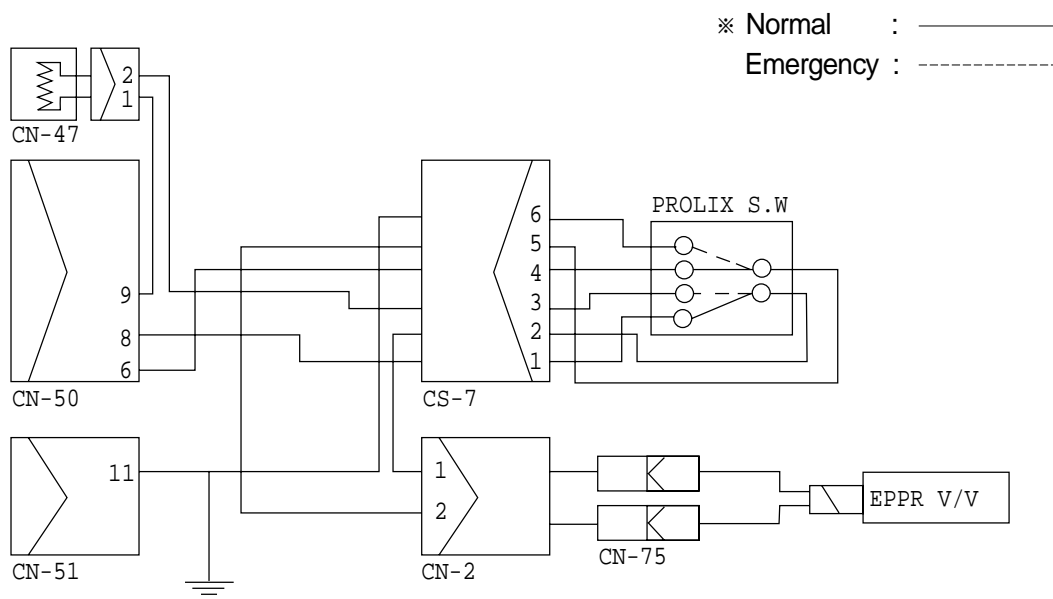 ※ Normal :
Emergency :
2
1
CN-47
9
8
6
CN-50
6
5
4
3
2
1
CS-7
PROLIX S.W
11
CN-51
1
2
CN-2
CN-75
EPPR V/V